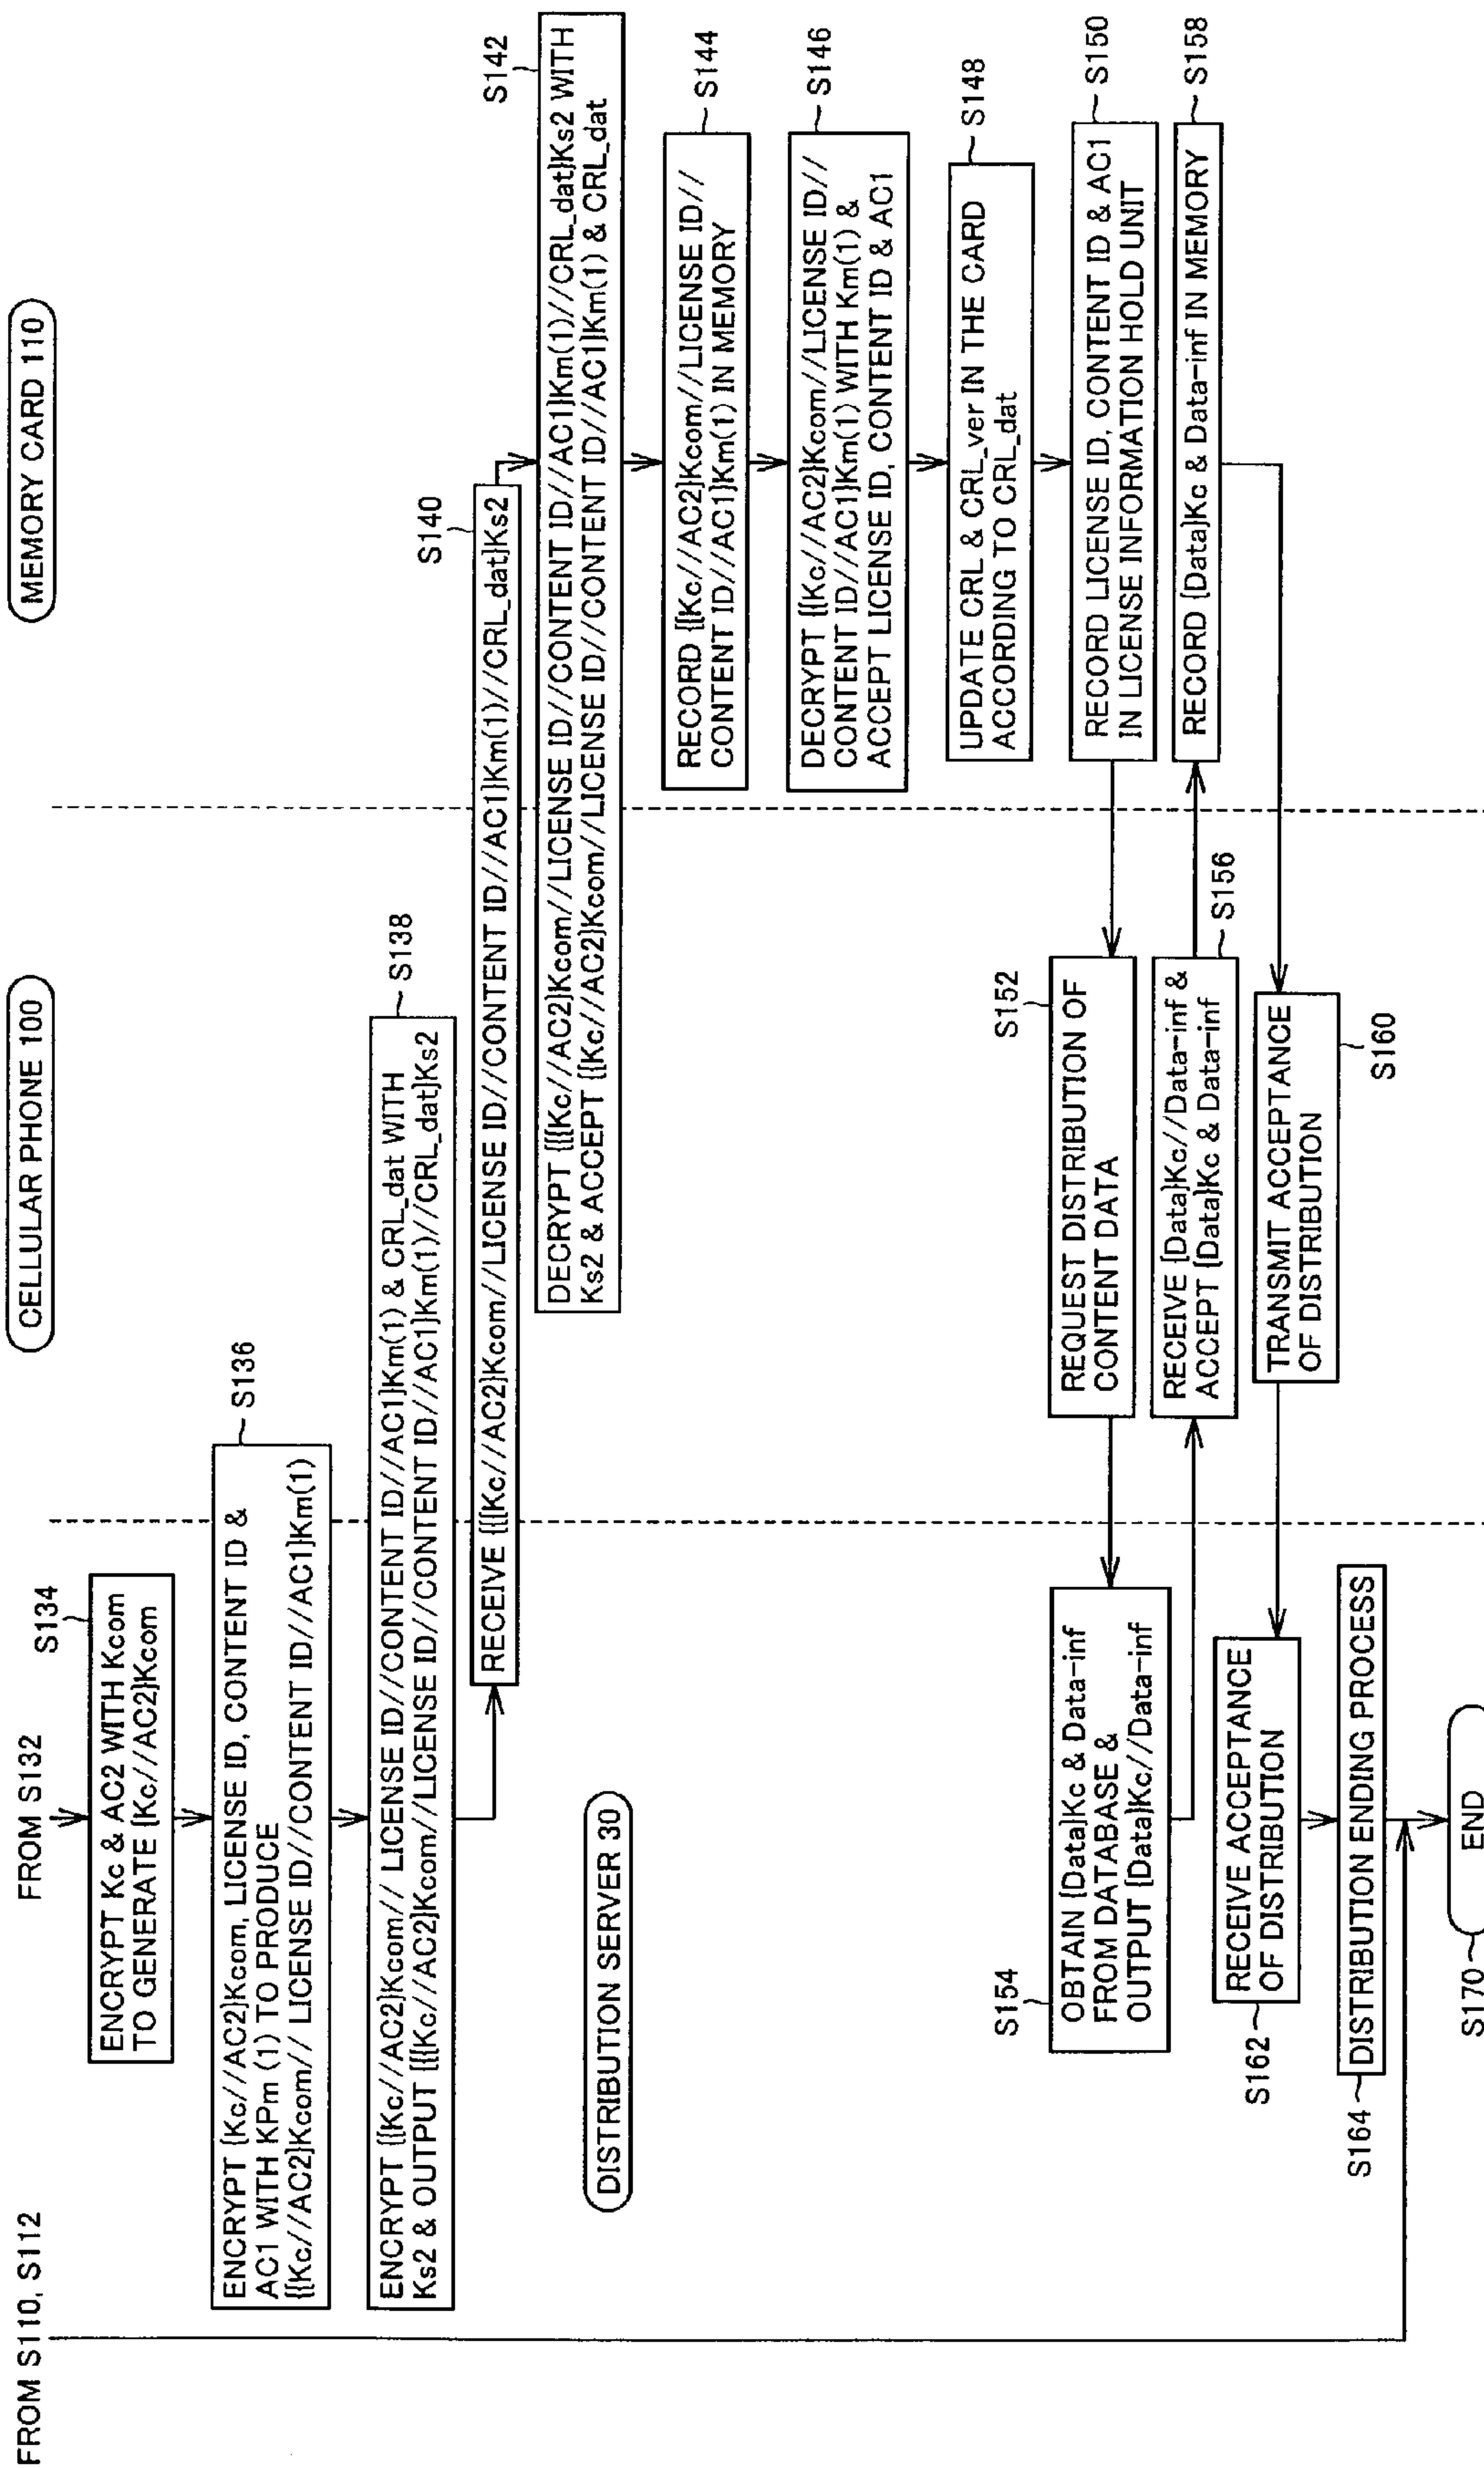 FROM S110, S112
FROM S132
CELLULAR PHONE 100
MEMORY CARD 110
S134
ENCRYPT Kc & AC2 WITH Kcom
TO GENERATE {Kc//AC2}Kcom
S136
ENCRYPT {Kc//AC2}Kcom, LICENSE ID, CONTENT ID &
AC1 WITH KPm (1) TO PRODUCE
{{{Kc//AC2}Kcom// LICENSE ID//CONTENT ID//AC1}Km(1)
S138
ENCRYPT {{Kc//AC2}Kcom// LICENSE ID//CONTENT ID//AC1}Km(1) & CRL_dat WITH
Ks2 & OUTPUT {{{Kc//AC2}Kcom//LICENSE ID//CONTENT ID//AC1}Km(1)//CRL_dat}Ks2
S140
RECEIVE {{{Kc//AC2}Kcom//LICENSE ID//CONTENT ID//AC1}Km(1)//CRL_dat}Ks2
S142
DECRYPT {{{Kc//AC2}Kcom//LICENSE ID//CONTENT ID//AC1}Km(1)//CRL_dat}Ks2 WITH
Ks2 & ACCEPT {{Kc//AC2}Kcom//LICENSE ID//CONTENT ID//AC1}Km(1) & CRL_dat
DISTRIBUTION SERVER 30
S144
RECORD {{Kc//AC2}Kcom//LICENSE ID//
CONTENT ID//AC1}Km(1) IN MEMORY
S146
DECRYPT {{Kc//AC2}Kcom//LICENSE ID//
CONTENT ID//AC1}Km(1) WITH Km(1) &
ACCEPT LICENSE ID, CONTENT ID & AC1
S148
UPDATE CRL & CRL_ver IN THE CARD
ACCORDING TO CRL_dat
S150
RECORD LICENSE ID, CONTENT ID & AC1
IN LICENSE INFORMATION HOLD UNIT
S152
REQUEST DISTRIBUTION OF
CONTENT DATA
S154
OBTAIN {Data}Kc & Data-inf
FROM DATABASE &
OUTPUT {Data}Kc//Data-inf
S156
RECEIVE {Data}Kc//Data-inf &
ACCEPT {Data}Kc & Data-inf
S158
RECORD {Data}Kc & Data-inf IN MEMORY
S160
TRANSMIT ACCEPTANCE
OF DISTRIBUTION
S162
RECEIVE ACCEPTANCE
OF DISTRIBUTION
S164
DISTRIBUTION ENDING PROCESS
S170
END